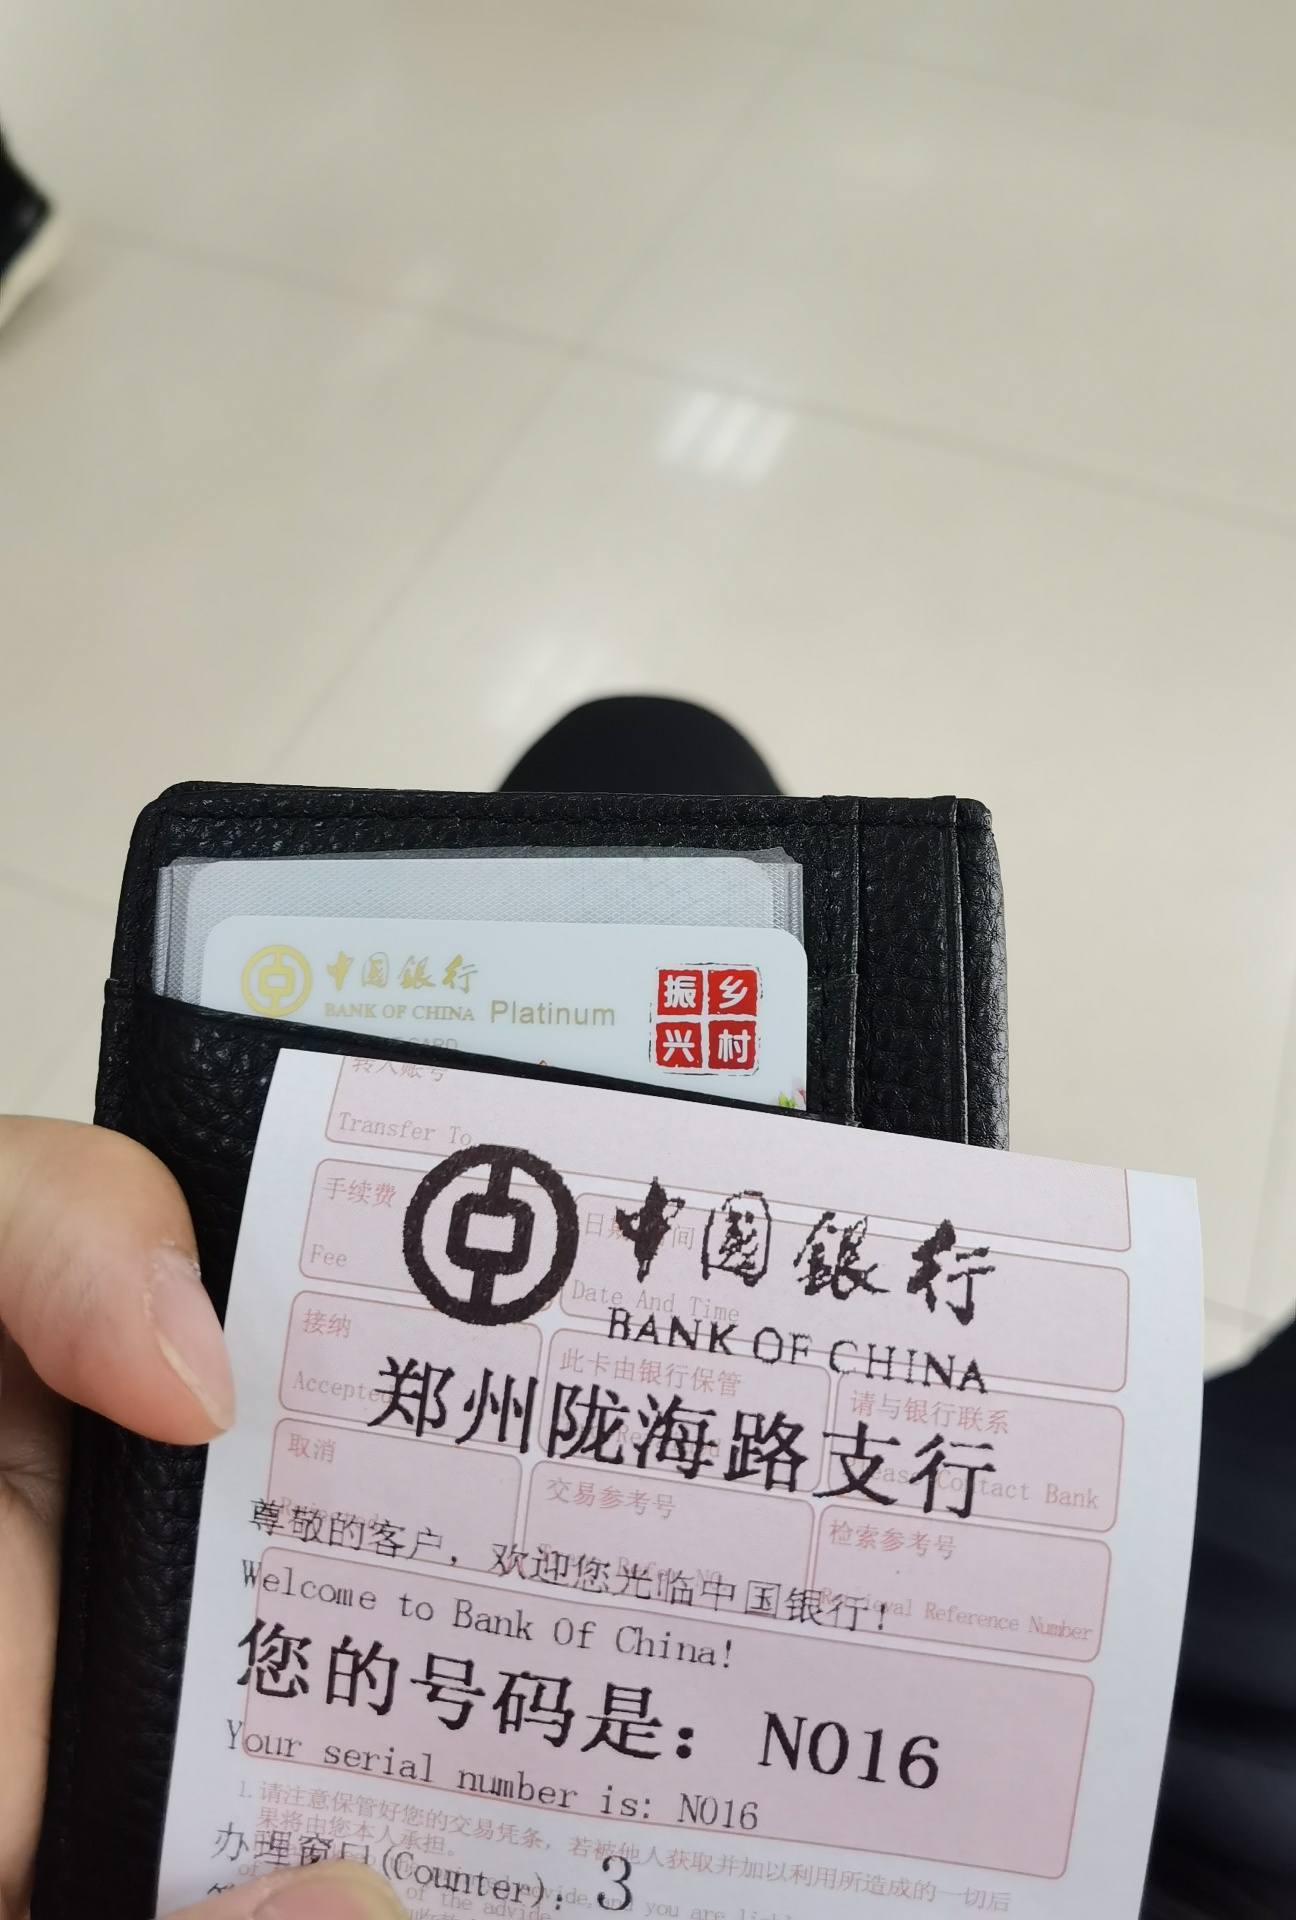 中国銀行
BANK OF CHINA Platinum
振乡
兴村
CARD
转入账号
Transfer To
中国銀行
BANK OF CHINA
手续费
Fee
Date And Time
接纳
Accepted
此卡由银行保管
请与银行联系
Please Contact Bank
郑州陇海路支行
取消
交易参考号
检索参考号
Retrieval Reference Number
尊敬的客户，欢迎您光临中国银行！
Welcome to Bank Of China!
您的号码是： N016
Your serial number is: N016
1.请注意保管好您的交易凭条，若被他人获取并加以利用所造成的一切后
果将由您本人承担。
办理窗口(Counter)：3
of the advice